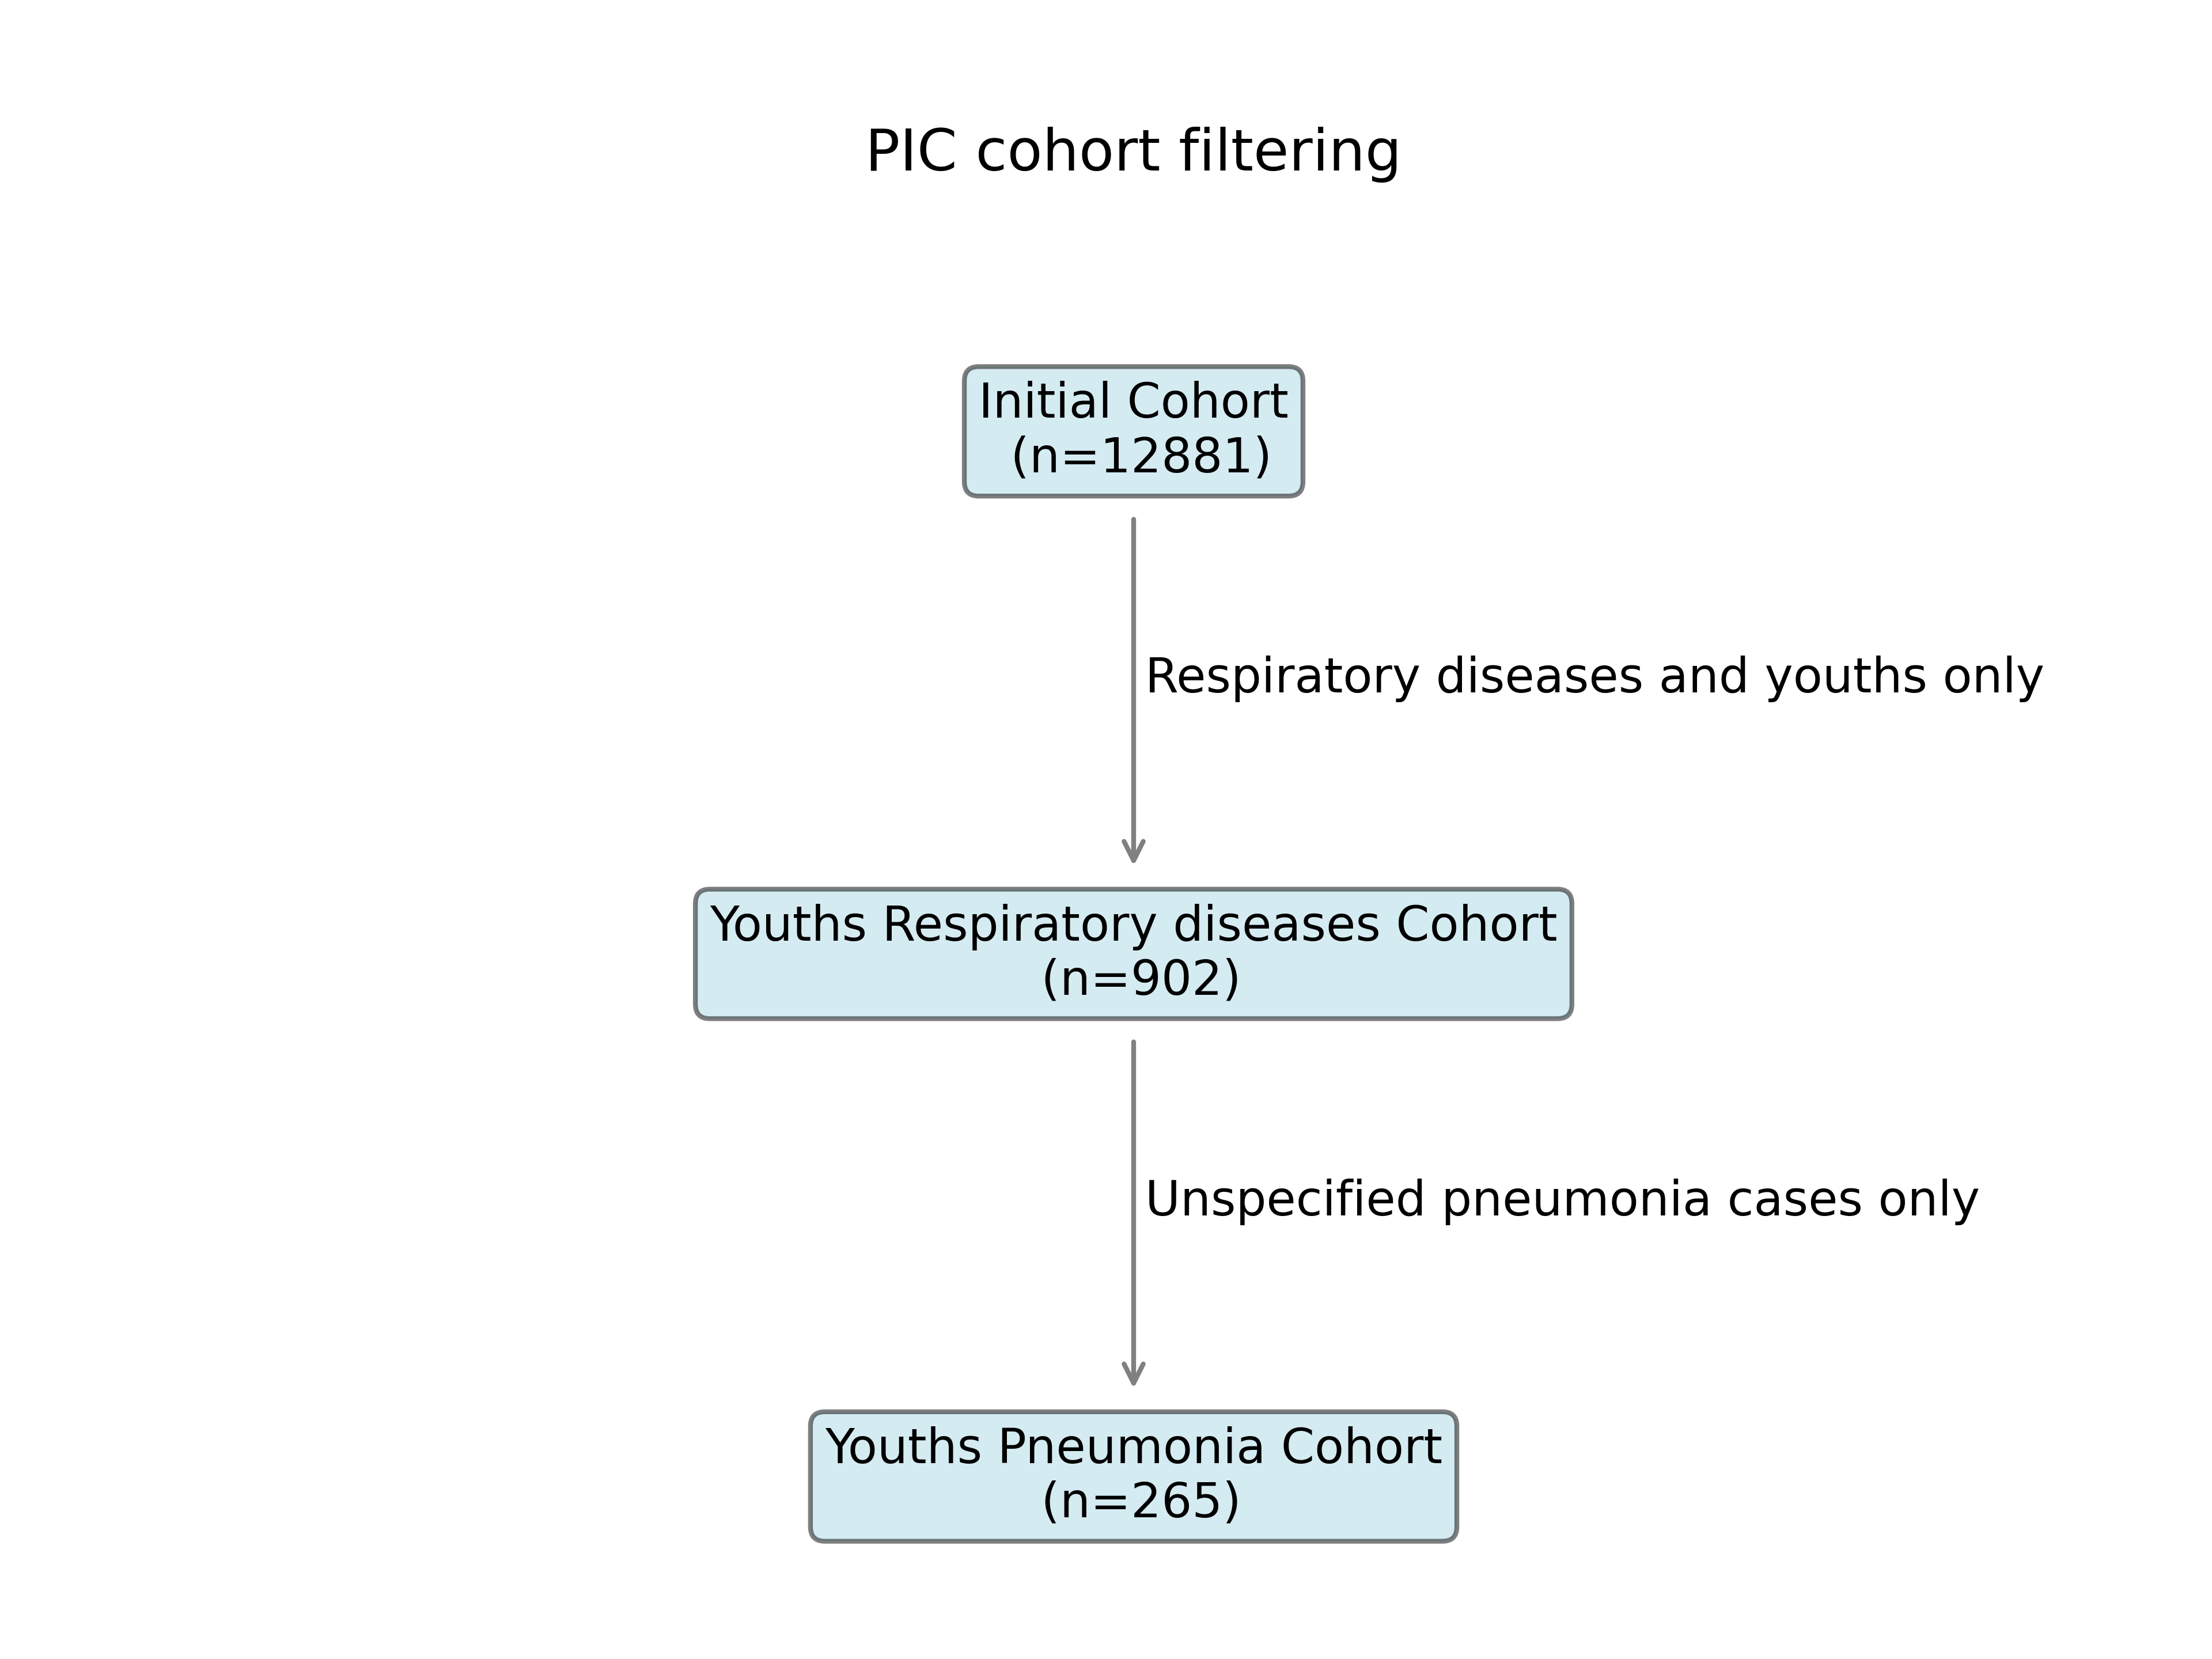 PIC cohort filtering
Initial Cohort
(n=12881)
Respiratory diseases and youths only
Youths Respiratory diseases Cohort
(n=902)
Unspecified pneumonia cases only
Youths Pneumonia Cohort
(n=265)